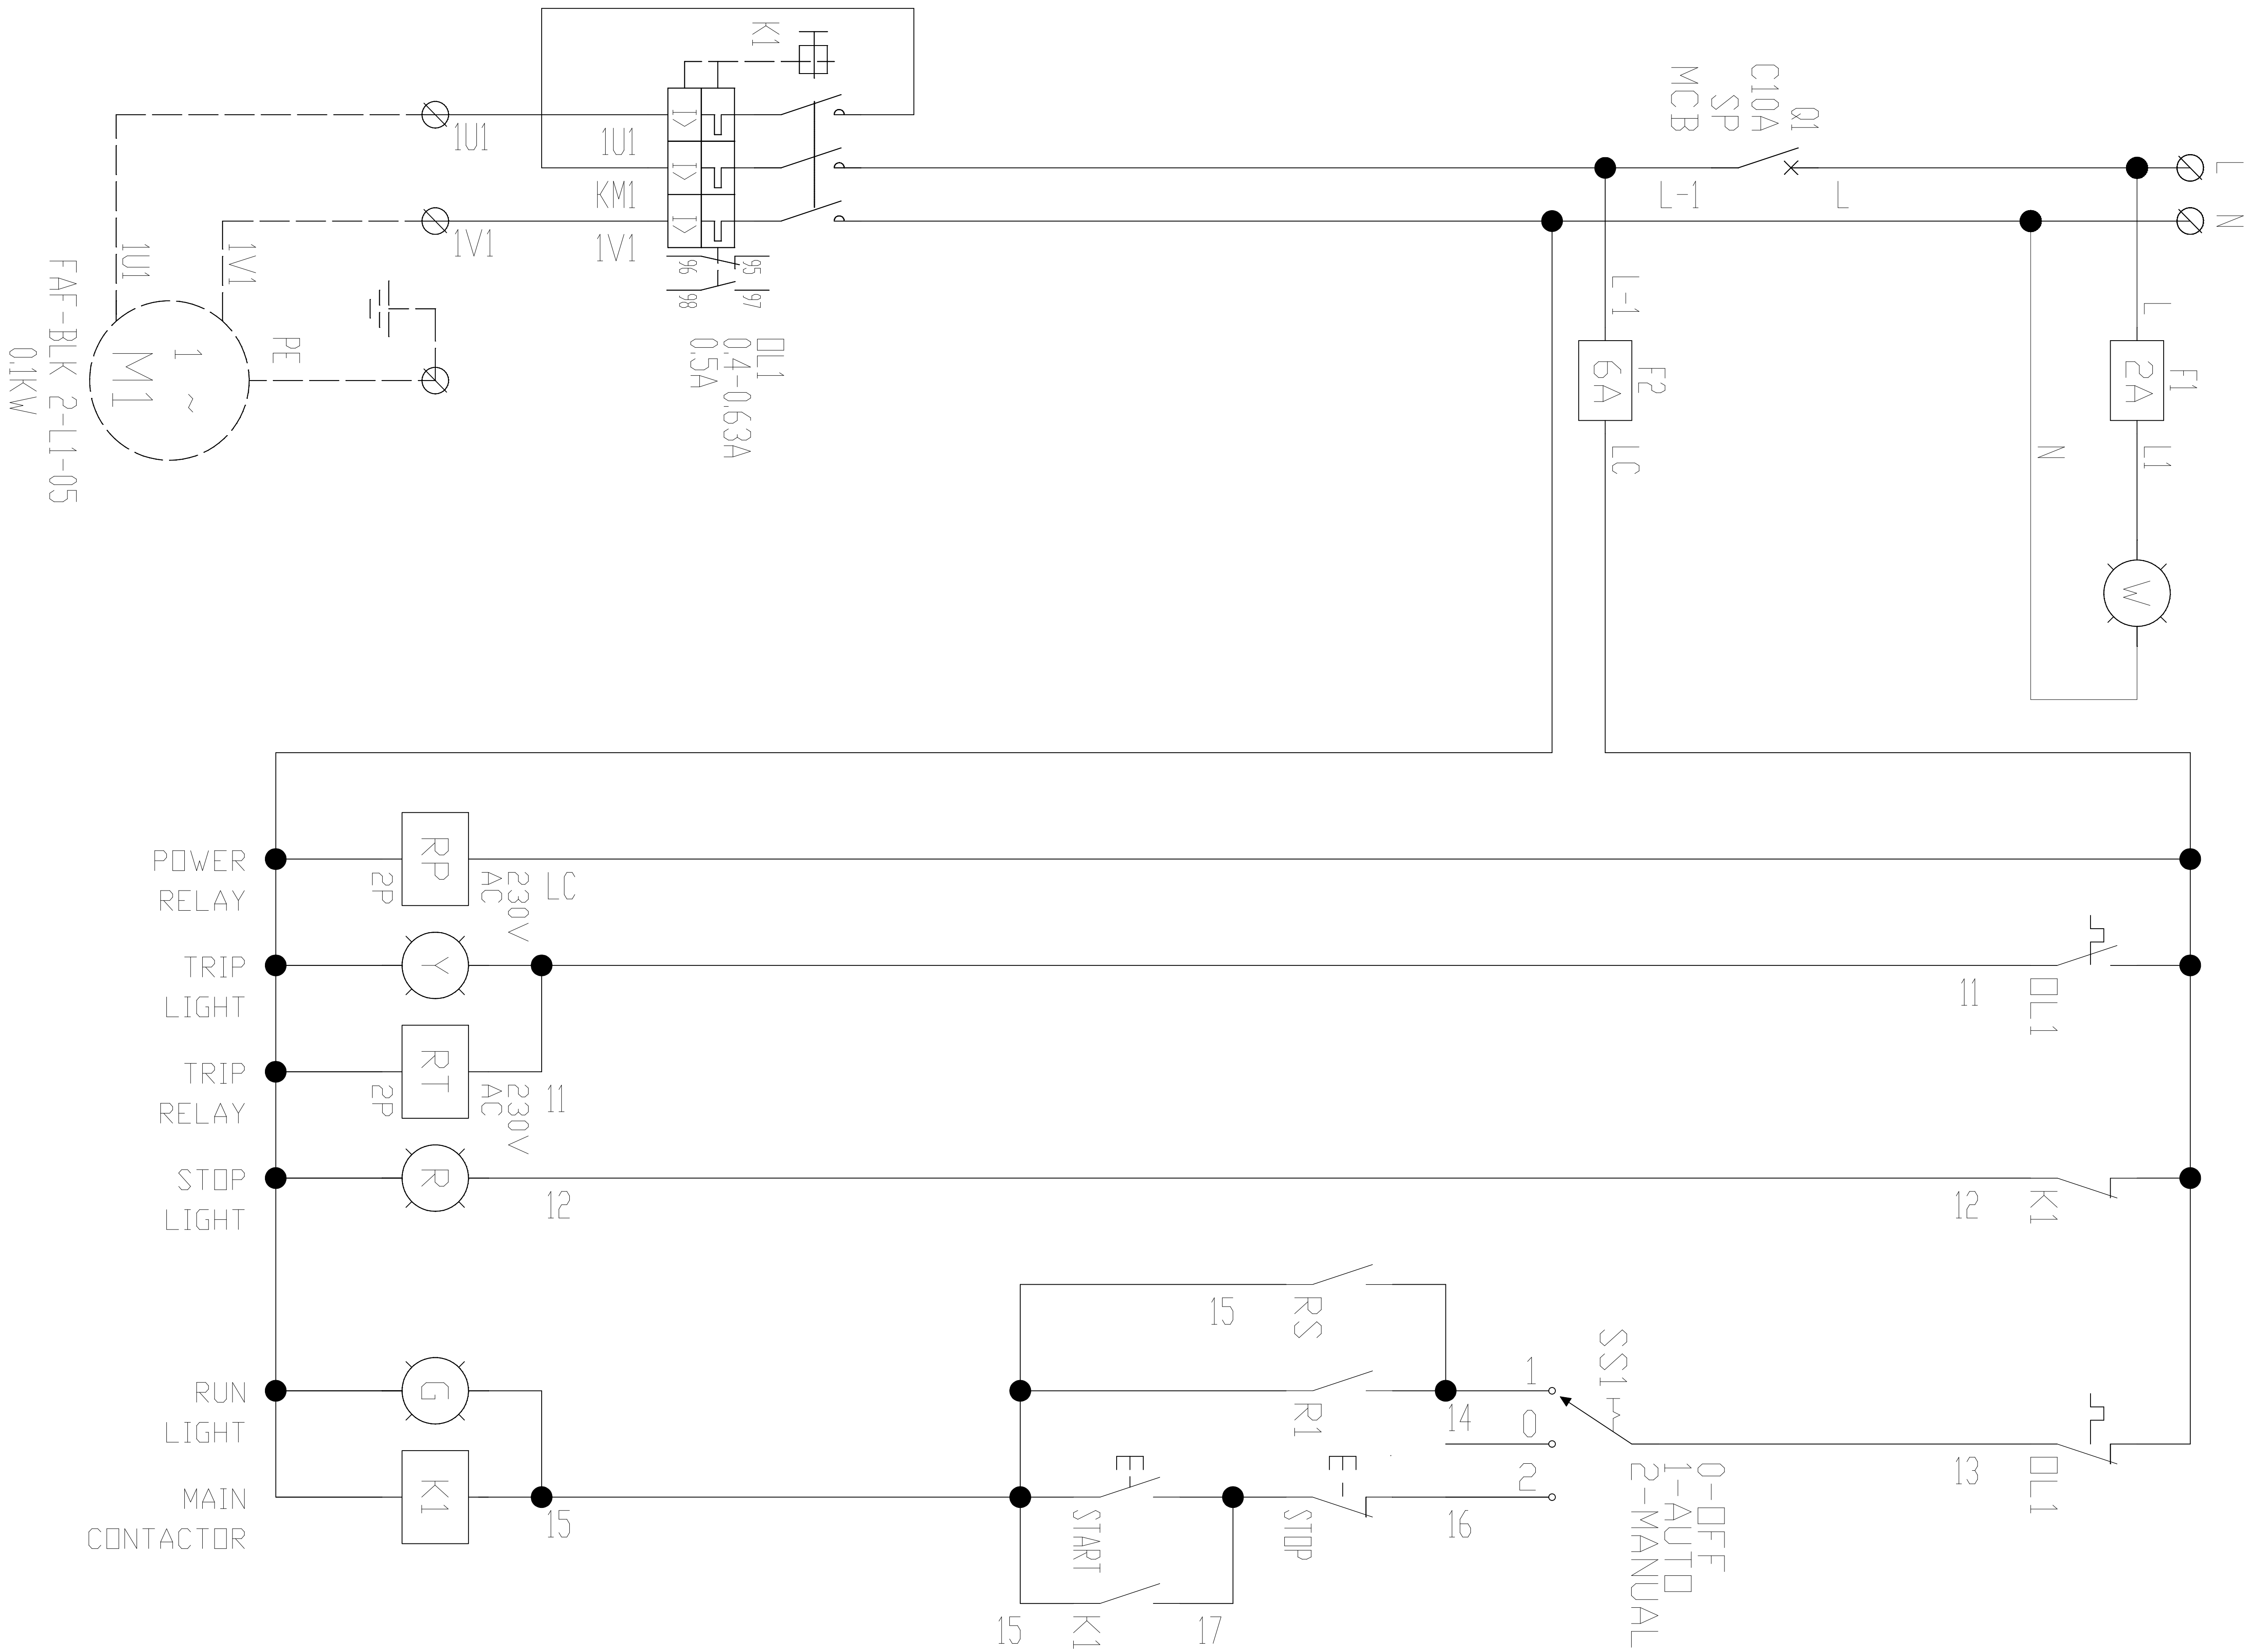 K1
C10A
SP
MCB
Q1
L
N
1U1
1U1
KM1
1V1
1V1
L-1
L
96
95
98
97
OL1
0.4-0.63A
0.5A
1U1
1V1
1 ~
M1
PE
FAF-BLK 2-L1-05
0.1KW
L-1
F2
6A
LC
L
F1
2A
L1
N
W
POWER
RELAY
RP
2P
230V
AC
LC
TRIP
LIGHT
Y
11
OL1
TRIP
RELAY
RT
2P
230V
AC
11
STOP
LIGHT
R
12
12
K1
15
RS
RUN
LIGHT
G
R1
14
1
0
2
SS1
0-OFF
1-AUTO
2-MANUAL
13
OL1
MAIN
CONTACTOR
K1
15
START
STOP
16
15
K1
17